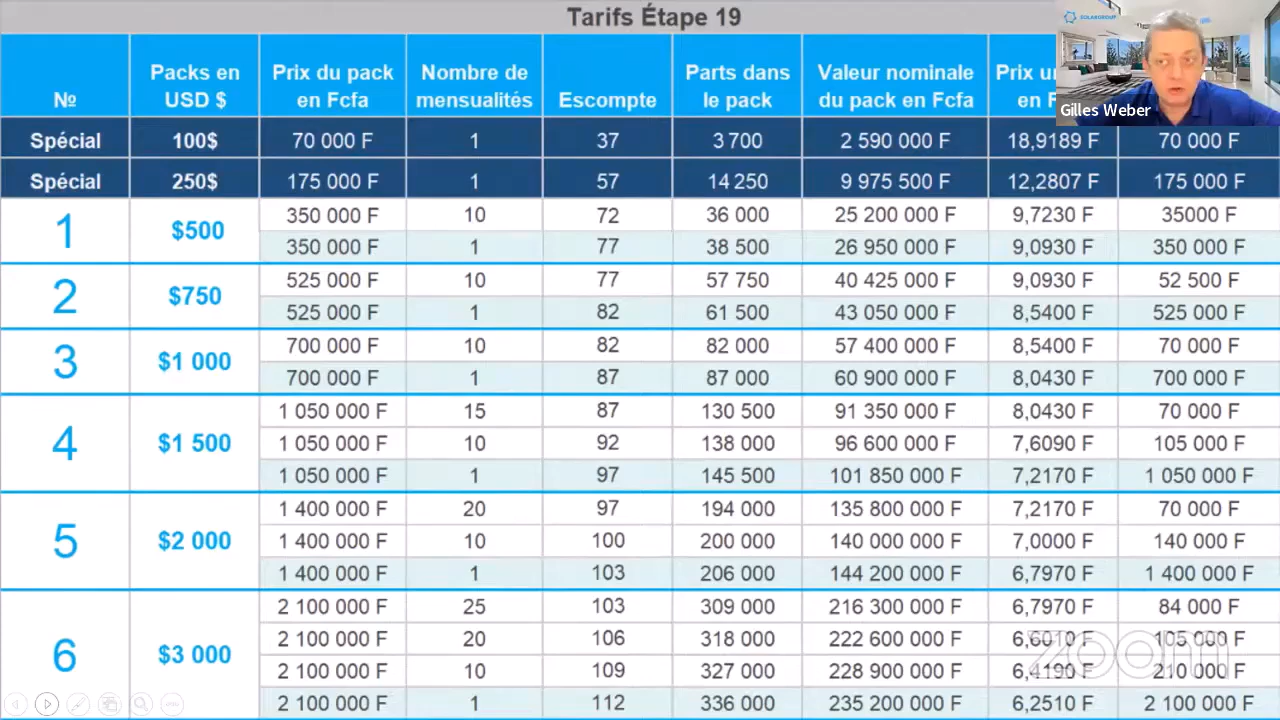 Tarifs Étape 19
SOLARGROUP
№ Packs en USD $ Prix du pack en Fcfa Nombre de mensualités Escompte Parts dans le pack Valeur nominale du pack en Fcfa Prix en
Gilles Weber
Spécial 100$ 70 000 F 1 37 3 700 2 590 000 F 18,9189 F 70 000 F
Spécial 250$ 175 000 F 1 57 14 250 9 975 500 F 12,2807 F 175 000 F
1 $500 350 000 F 10 72 36 000 25 200 000 F 9,7230 F 35000 F
350 000 F 1 77 38 500 26 950 000 F 9,0930 F 350 000 F
2 $750 525 000 F 10 77 57 750 40 425 000 F 9,0930 F 52 500 F
525 000 F 1 82 61 500 43 050 000 F 8,5400 F 525 000 F
3 $1 000 700 000 F 10 82 82 000 57 400 000 F 8,5400 F 70 000 F
700 000 F 1 87 87 000 60 900 000 F 8,0430 F 700 000 F
4 $1 500 1 050 000 F 15 87 130 500 91 350 000 F 8,0430 F 70 000 F
1 050 000 F 10 92 138 000 96 600 000 F 7,6090 F 105 000 F
1 050 000 F 1 97 145 500 101 850 000 F 7,2170 F 1 050 000 F
5 $2 000 1 400 000 F 20 97 194 000 135 800 000 F 7,2170 F 70 000 F
1 400 000 F 10 100 200 000 140 000 000 F 7,0000 F 140 000 F
1 400 000 F 1 103 206 000 144 200 000 F 6,7970 F 1 400 000 F
6 $3 000 2 100 000 F 25 103 309 000 216 300 000 F 6,7970 F 84 000 F
2 100 000 F 20 106 318 000 222 600 000 F 6,6010 F 105 000 F
2 100 000 F 10 109 327 000 228 900 000 F 6,4190 F 210 000 F
2 100 000 F 1 112 336 000 235 200 000 F 6,2510 F 2 100 000 F
zoom